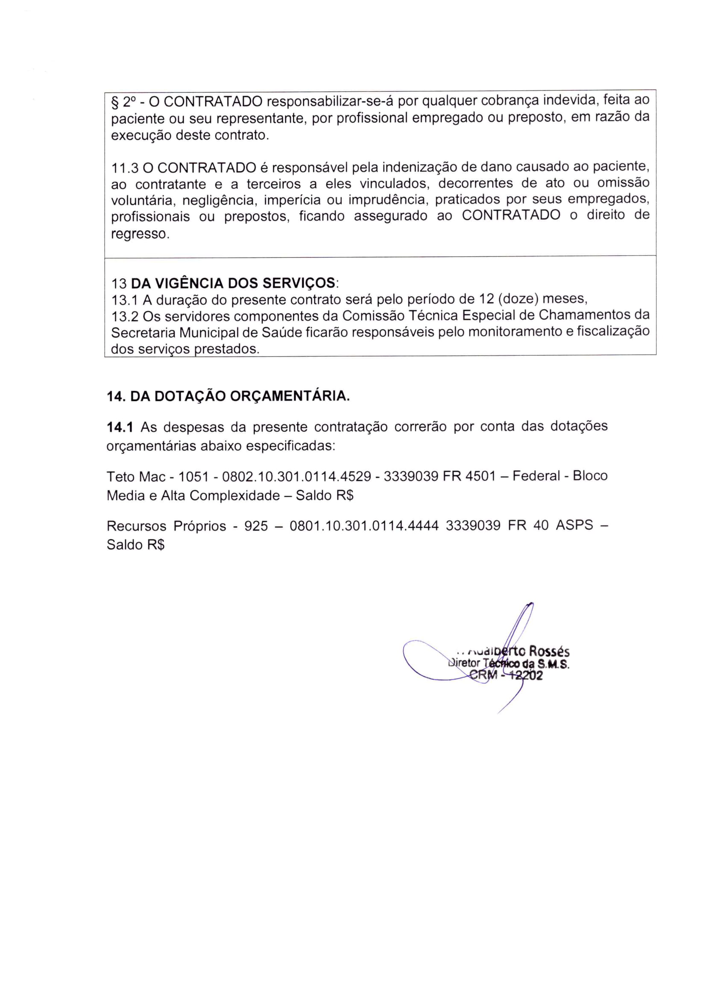 § 2º - O CONTRATADO responsabilizar-se-á por qualquer cobrança indevida, feita ao
paciente ou seu representante, por profissional empregado ou preposto, em razão da
execução deste contrato.
11.3 O CONTRATADO é responsável pela indenização de dano causado ao paciente,
ao contratante e a terceiros a eles vinculados, decorrentes de ato ou omissão
voluntária, negligência, imperícia ou imprudência, praticados por seus empregados,
profissionais ou prepostos, ficando assegurado ao CONTRATADO o direito de
regresso.
13 DA VIGÊNCIA DOS SERVIÇOS:
13.1 A duração do presente contrato será pelo período de 12 (doze) meses,
13.2 Os servidores componentes da Comissão Técnica Especial de Chamamentos da
Secretaria Municipal de Saúde ficarão responsáveis pelo monitoramento e fiscalização
dos serviços prestados.
14. DA DOTAÇÃO ORÇAMENTÁRIA.
14.1 As despesas da presente contratação correrão por conta das dotações
orçamentárias abaixo especificadas:
Teto Mac - 1051 - 0802.10.301.0114.4529 - 3339039 FR 4501 – Federal - Bloco
Media e Alta Complexidade – Saldo R$
Recursos Próprios - 925 – 0801.10.301.0114.4444 3339039 FR 40 ASPS –
Saldo R$
Rossés
Diretor Técnico da S.M.S.
CRM - 12202